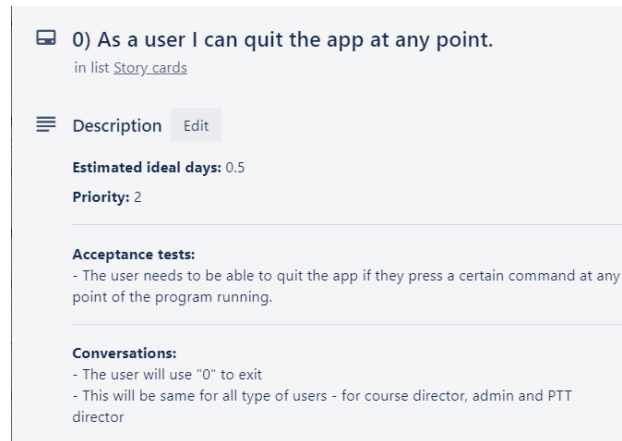 0) As a user I can quit the app at any point.
in list Story cards
Description Edit
Estimated ideal days: 0.5
Priority: 2
Acceptance tests:
- The user needs to be able to quit the app if they press a certain command at any
point of the program running.
Conversations:
- The user will use "0" to exit
- This will be same for all type of users - for course director, admin and PTT
director